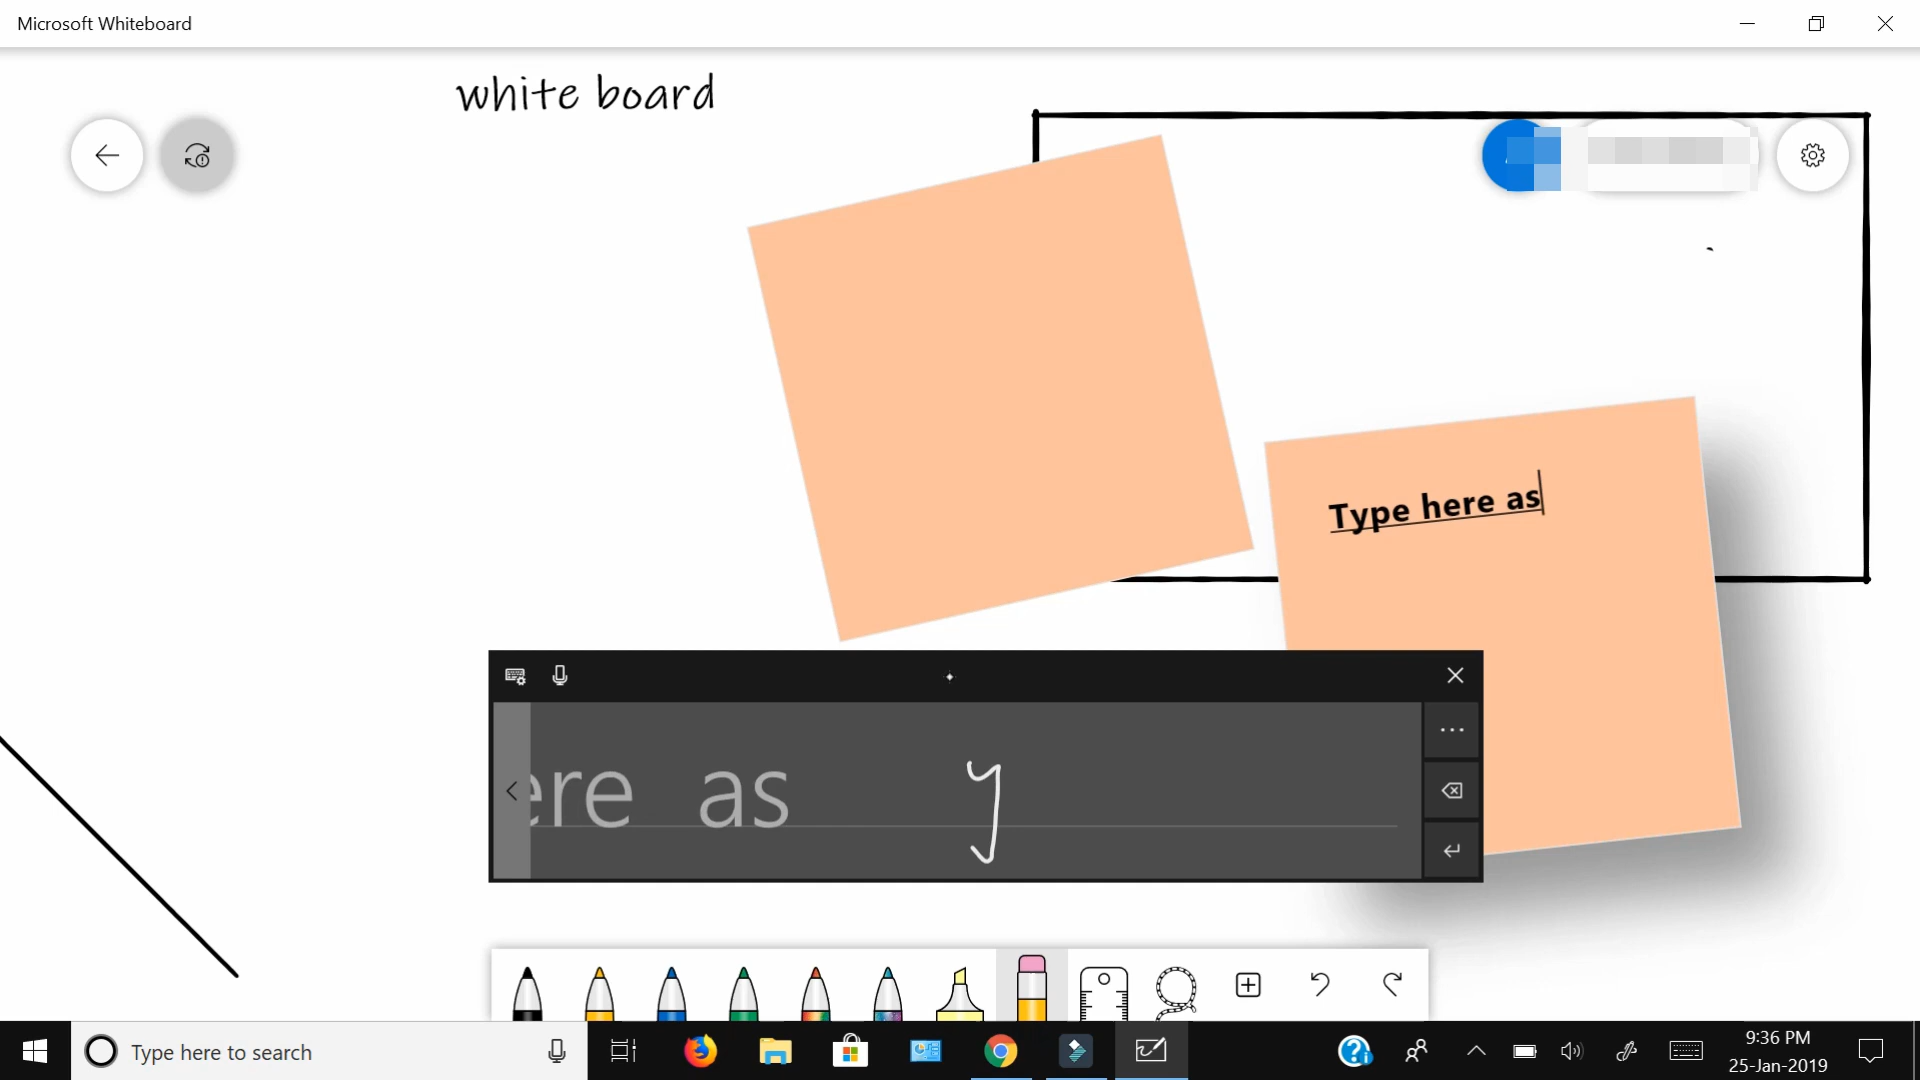 Microsoft Whiteboard
white board
Type here as
ere as y
Type here to search
9:36 PM
25-Jan-2019